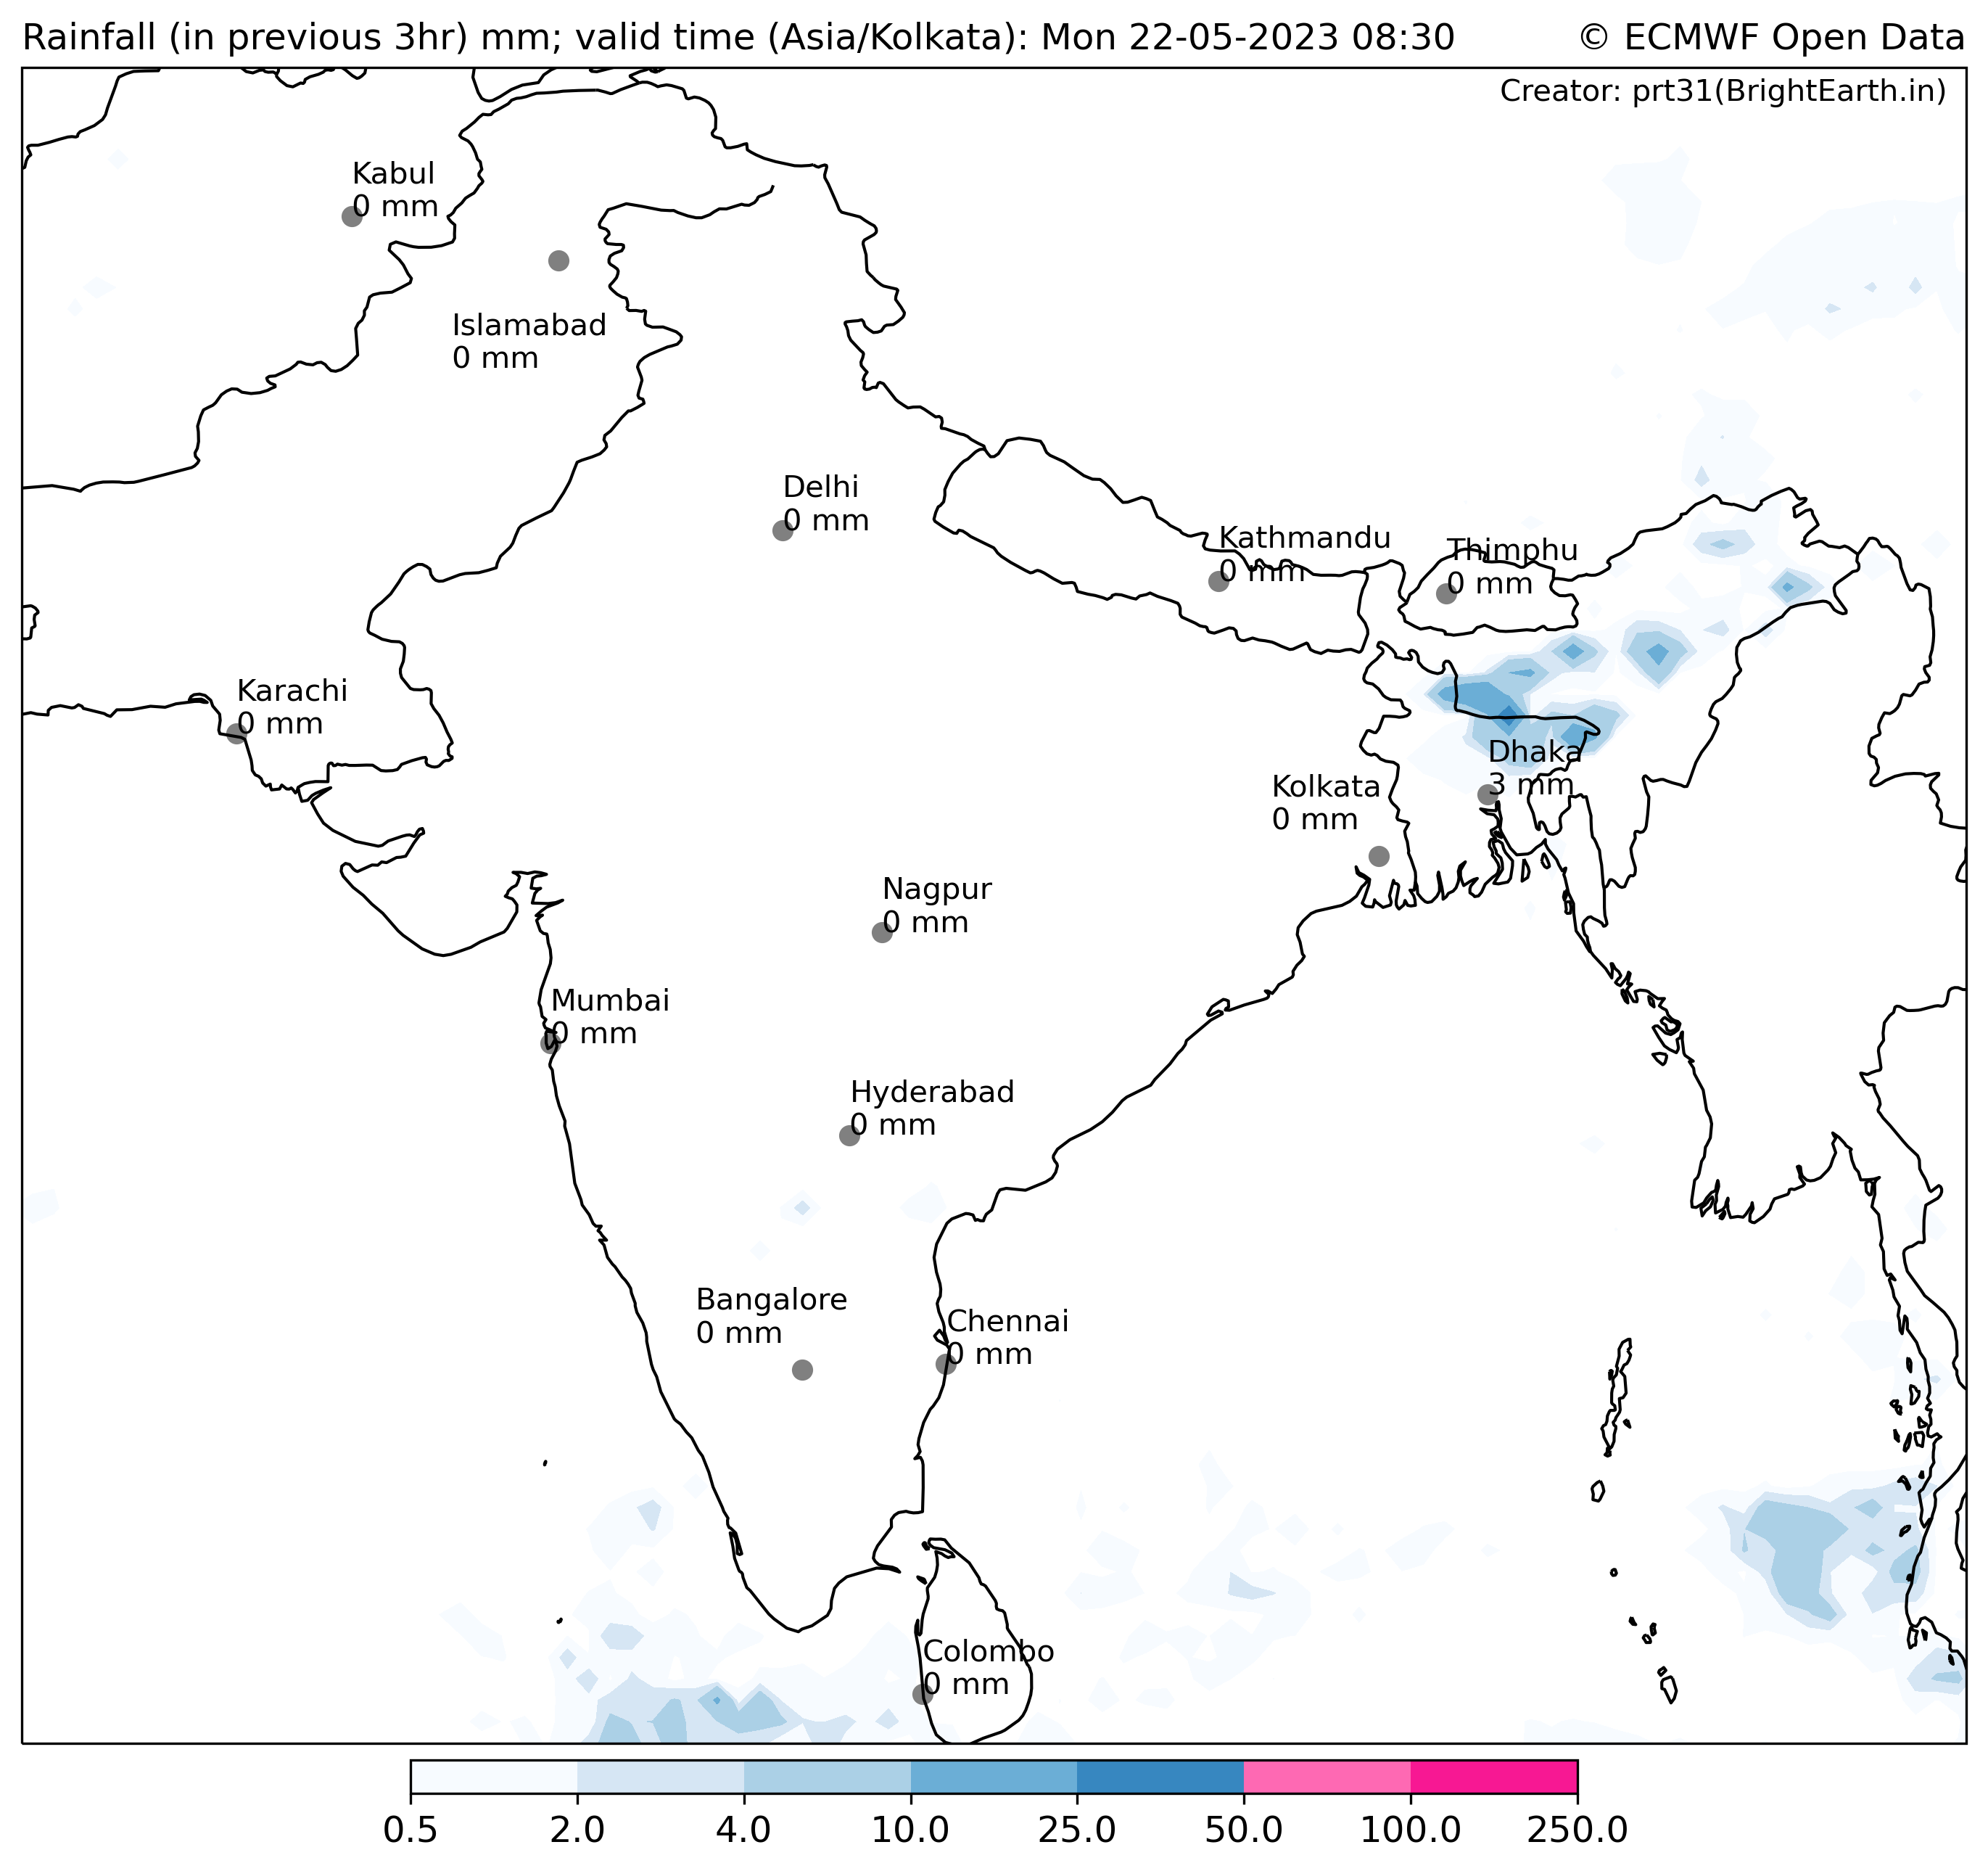 Rainfall (in previous 3hr) mm; valid time (Asia/Kolkata): Mon 22-05-2023 08:30
© ECMWF Open Data
Creator: prt31(BrightEarth.in)
Kabul
0 mm
Islamabad
0 mm
Delhi
0 mm
Kathmandu
0 mm
Thimphu
0 mm
Karachi
0 mm
Dhaka
3 mm
Kolkata
0 mm
Nagpur
0 mm
Mumbai
0 mm
Hyderabad
0 mm
Bangalore
0 mm
Chennai
0 mm
Colombo
0 mm
0.5 2.0 4.0 10.0 25.0 50.0 100.0 250.0